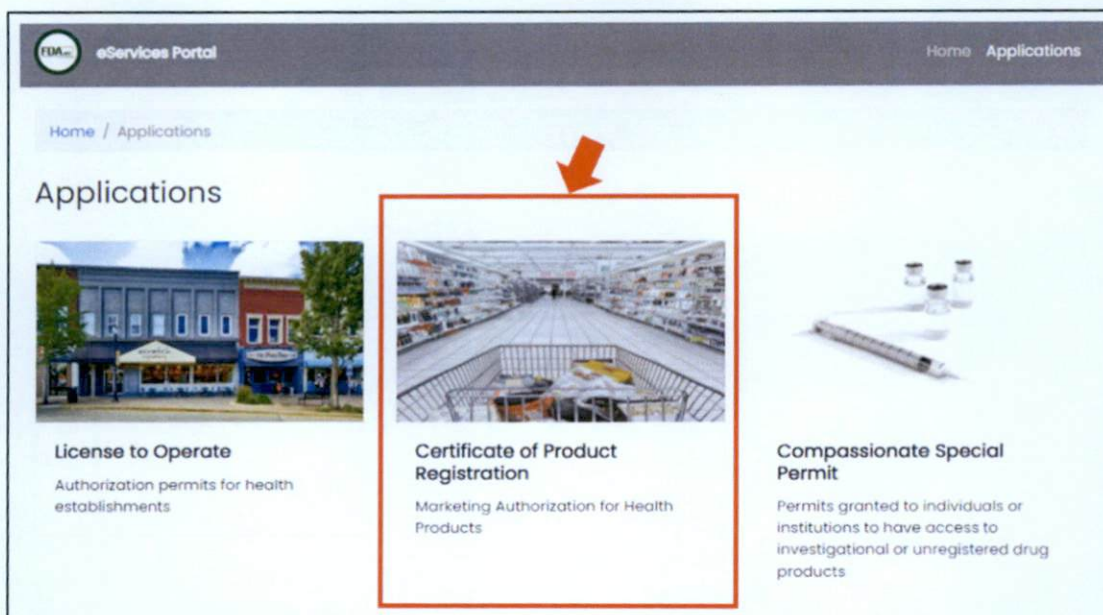 FDA
eServices Portal
Home Applications
Home / Applications
Applications
License to Operate
Authorization permits for health
establishments
Certificate of Product
Registration
Marketing Authorization for Health
Products
Compassionate Special
Permit
Permits granted to individuals or
institutions to have access to
investigational or unregistered drug
products